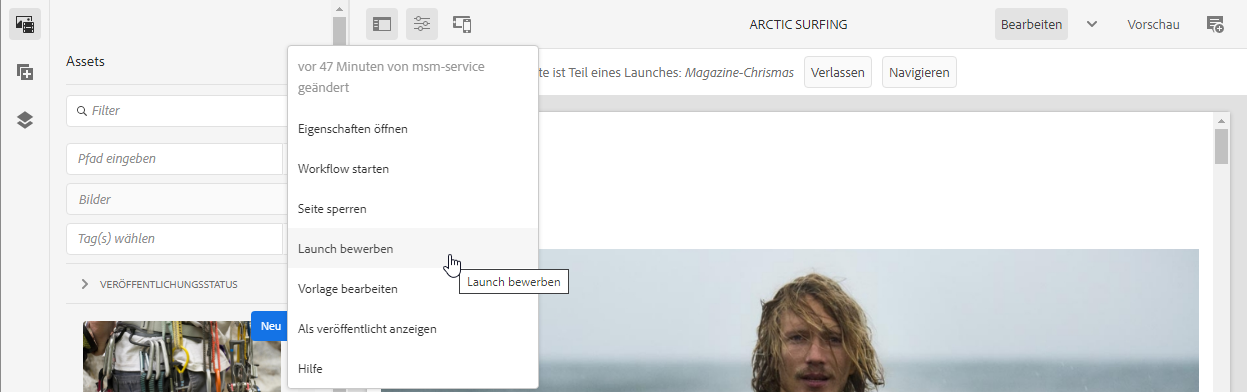 ARCTIC SURFING
Bearbeiten
Vorschau
Assets
Filter
Pfad eingeben
Bilder
Tag(s) wählen
VERÖFFENTLICHUNGSSTATUS
Neu
vor 47 Minuten von msm-service
geändert
Eigenschaften öffnen
Workflow starten
Seite sperren
Launch bewerben
Vorlage bearbeiten
Als veröffentlicht anzeigen
Hilfe
Launch bewerben
te ist Teil eines Launches: Magazine-Chrismas
Verlassen
Navigieren